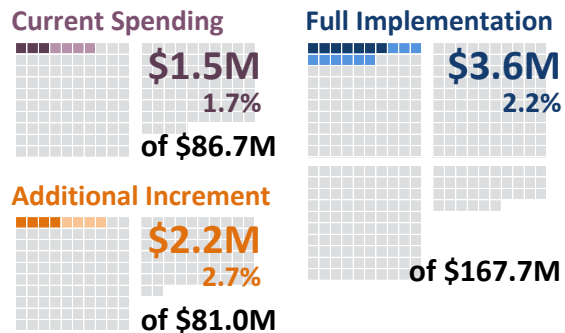 Current Spending
$1.5M
1.7%
of $86.7M
Additional Increment
$2.2M
2.7%
of $81.0M
Full Implementation
$3.6M
2.2%
of $167.7M